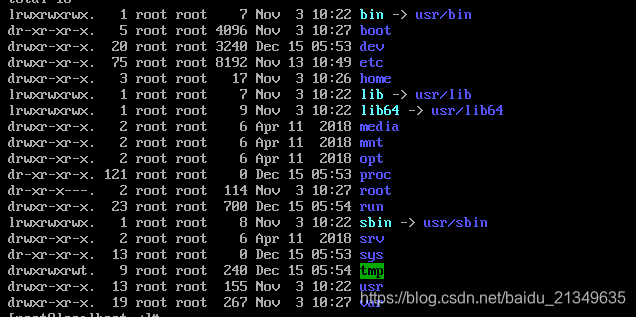 total 18
lrwxrwxrwx.   1 root root    7 Nov  3 10:22 bin -> usr/bin
dr-xr-xr-x.   5 root root 4096 Nov  3 10:27 boot
drwxr-xr-x.  20 root root 3240 Dec 15 05:53 dev
drwxr-xr-x.  75 root root 8192 Nov 13 10:49 etc
drwxr-xr-x.   3 root root   17 Nov  3 10:26 home
lrwxrwxrwx.   1 root root    7 Nov  3 10:22 lib -> usr/lib
lrwxrwxrwx.   1 root root    9 Nov  3 10:22 lib64 -> usr/lib64
drwxr-xr-x.   2 root root    6 Apr 11  2018 media
drwxr-xr-x.   2 root root    6 Apr 11  2018 mnt
drwxr-xr-x.   2 root root    6 Apr 11  2018 opt
dr-xr-xr-x. 121 root root    0 Dec 15 05:53 proc
dr-xr-x---.   2 root root  114 Nov  3 10:27 root
drwxr-xr-x.  23 root root  700 Dec 15 05:54 run
lrwxrwxrwx.   1 root root    8 Nov  3 10:22 sbin -> usr/sbin
drwxr-xr-x.   2 root root    6 Apr 11  2018 srv
dr-xr-xr-x.  13 root root    0 Dec 15 05:53 sys
drwxrwxrwt.   9 root root  240 Dec 15 05:54 tmp
drwxr-xr-x.  13 root root  155 Nov  3 10:22 usr
drwxr-xr-x.  19 root root  267 Nov  3 10:27 var
https://blog.csdn.net/baidu_21349635
[root@localhost /]#